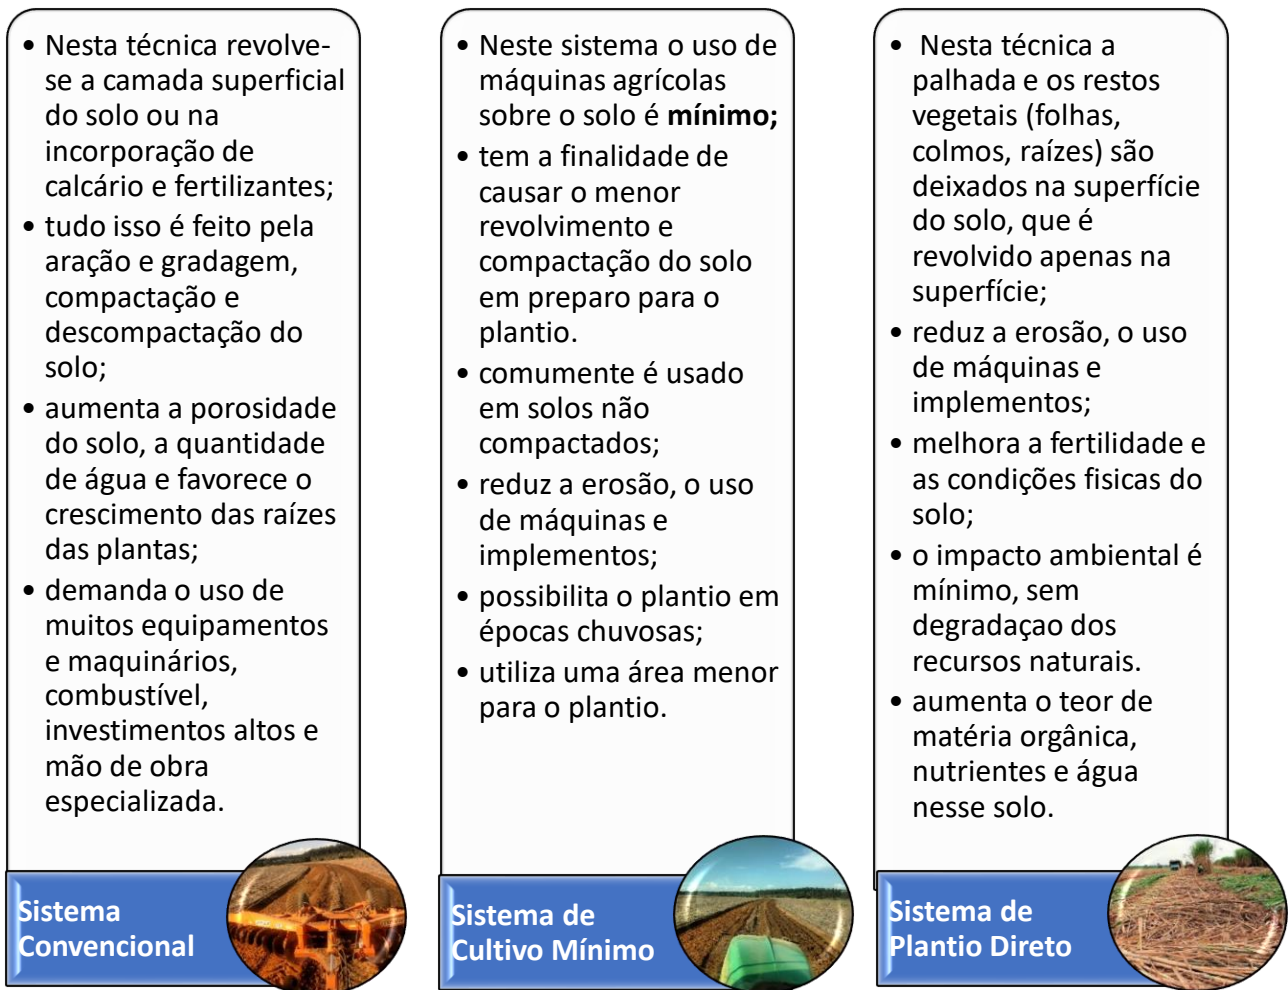 • Nesta técnica revolve-
se a camada superficial
do solo ou na
incorporação de
calcário e fertilizantes;
• tudo isso é feito pela
aração e gradagem,
compactação e
descompactação do
solo;
• aumenta a porosidade
do solo, a quantidade
de água e favorece o
crescimento das raízes
das plantas;
• demanda o uso de
muitos equipamentos
e maquinários,
combustível,
investimentos altos e
mão de obra
especializada.
Sistema
Convencional
• Neste sistema o uso de
máquinas agrícolas
sobre o solo é mínimo;
• tem a finalidade de
causar o menor
revolvimento e
compactação do solo
em preparo para o
plantio.
• comumente é usado
em solos não
compactados;
• reduz a erosão, o uso
de máquinas e
implementos;
• possibilita o plantio em
épocas chuvosas;
• utiliza uma área menor
para o plantio.
Sistema de
Cultivo Mínimo
• Nesta técnica a
palhada e os restos
vegetais (folhas,
colmos, raízes) são
deixados na superfície
do solo, que é
revolvido apenas na
superfície;
• reduz a erosão, o uso
de máquinas e
implementos;
• melhora a fertilidade e
as condições fisicas do
solo;
• o impacto ambiental é
mínimo, sem
degradaçao dos
recursos naturais.
• aumenta o teor de
matéria orgânica,
nutrientes e água
nesse solo.
Sistema de
Plantio Direto